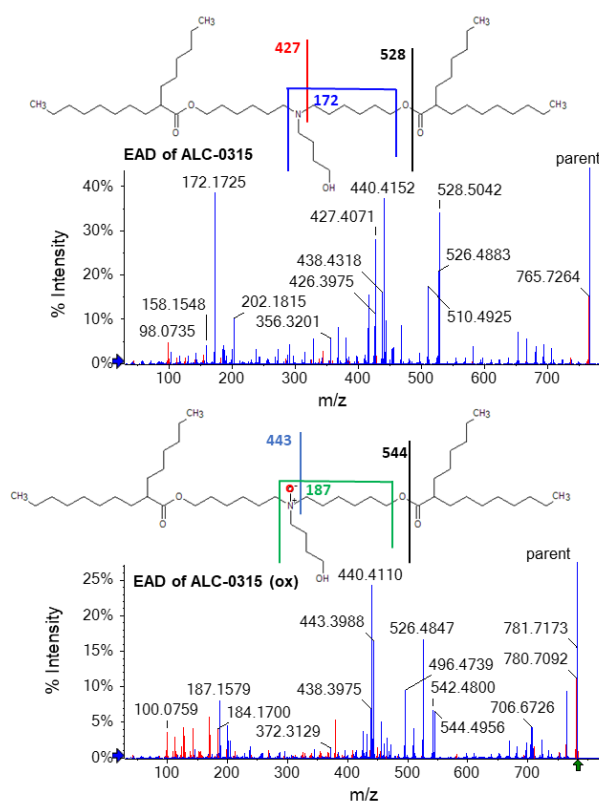 427
528
CH3
CH3
172
H3C
O
N
O
CH3
O
O
OH
EAD of ALC-0315
parent
40%
30%
20%
10%
0%
% Intensity
172.1725
440.4152
528.5042
427.4071
438.4318
526.4883
426.3975
765.7264
158.1548
202.1815
356.3201
510.4925
98.0735
100 200 300 400 500 600 700
m/z
443
544
CH3
CH3
187
O-
H3C
O
N+
O
CH3
O
O
OH
EAD of ALC-0315 (ox)
parent
25%
20%
15%
10%
5%
0%
% Intensity
440.4110
443.3988
526.4847
781.7173
496.4739
780.7092
187.1579
438.3975
542.4800
100.0759
184.1700
372.3129
544.4956
706.6726
100 200 300 400 500 600 700
m/z